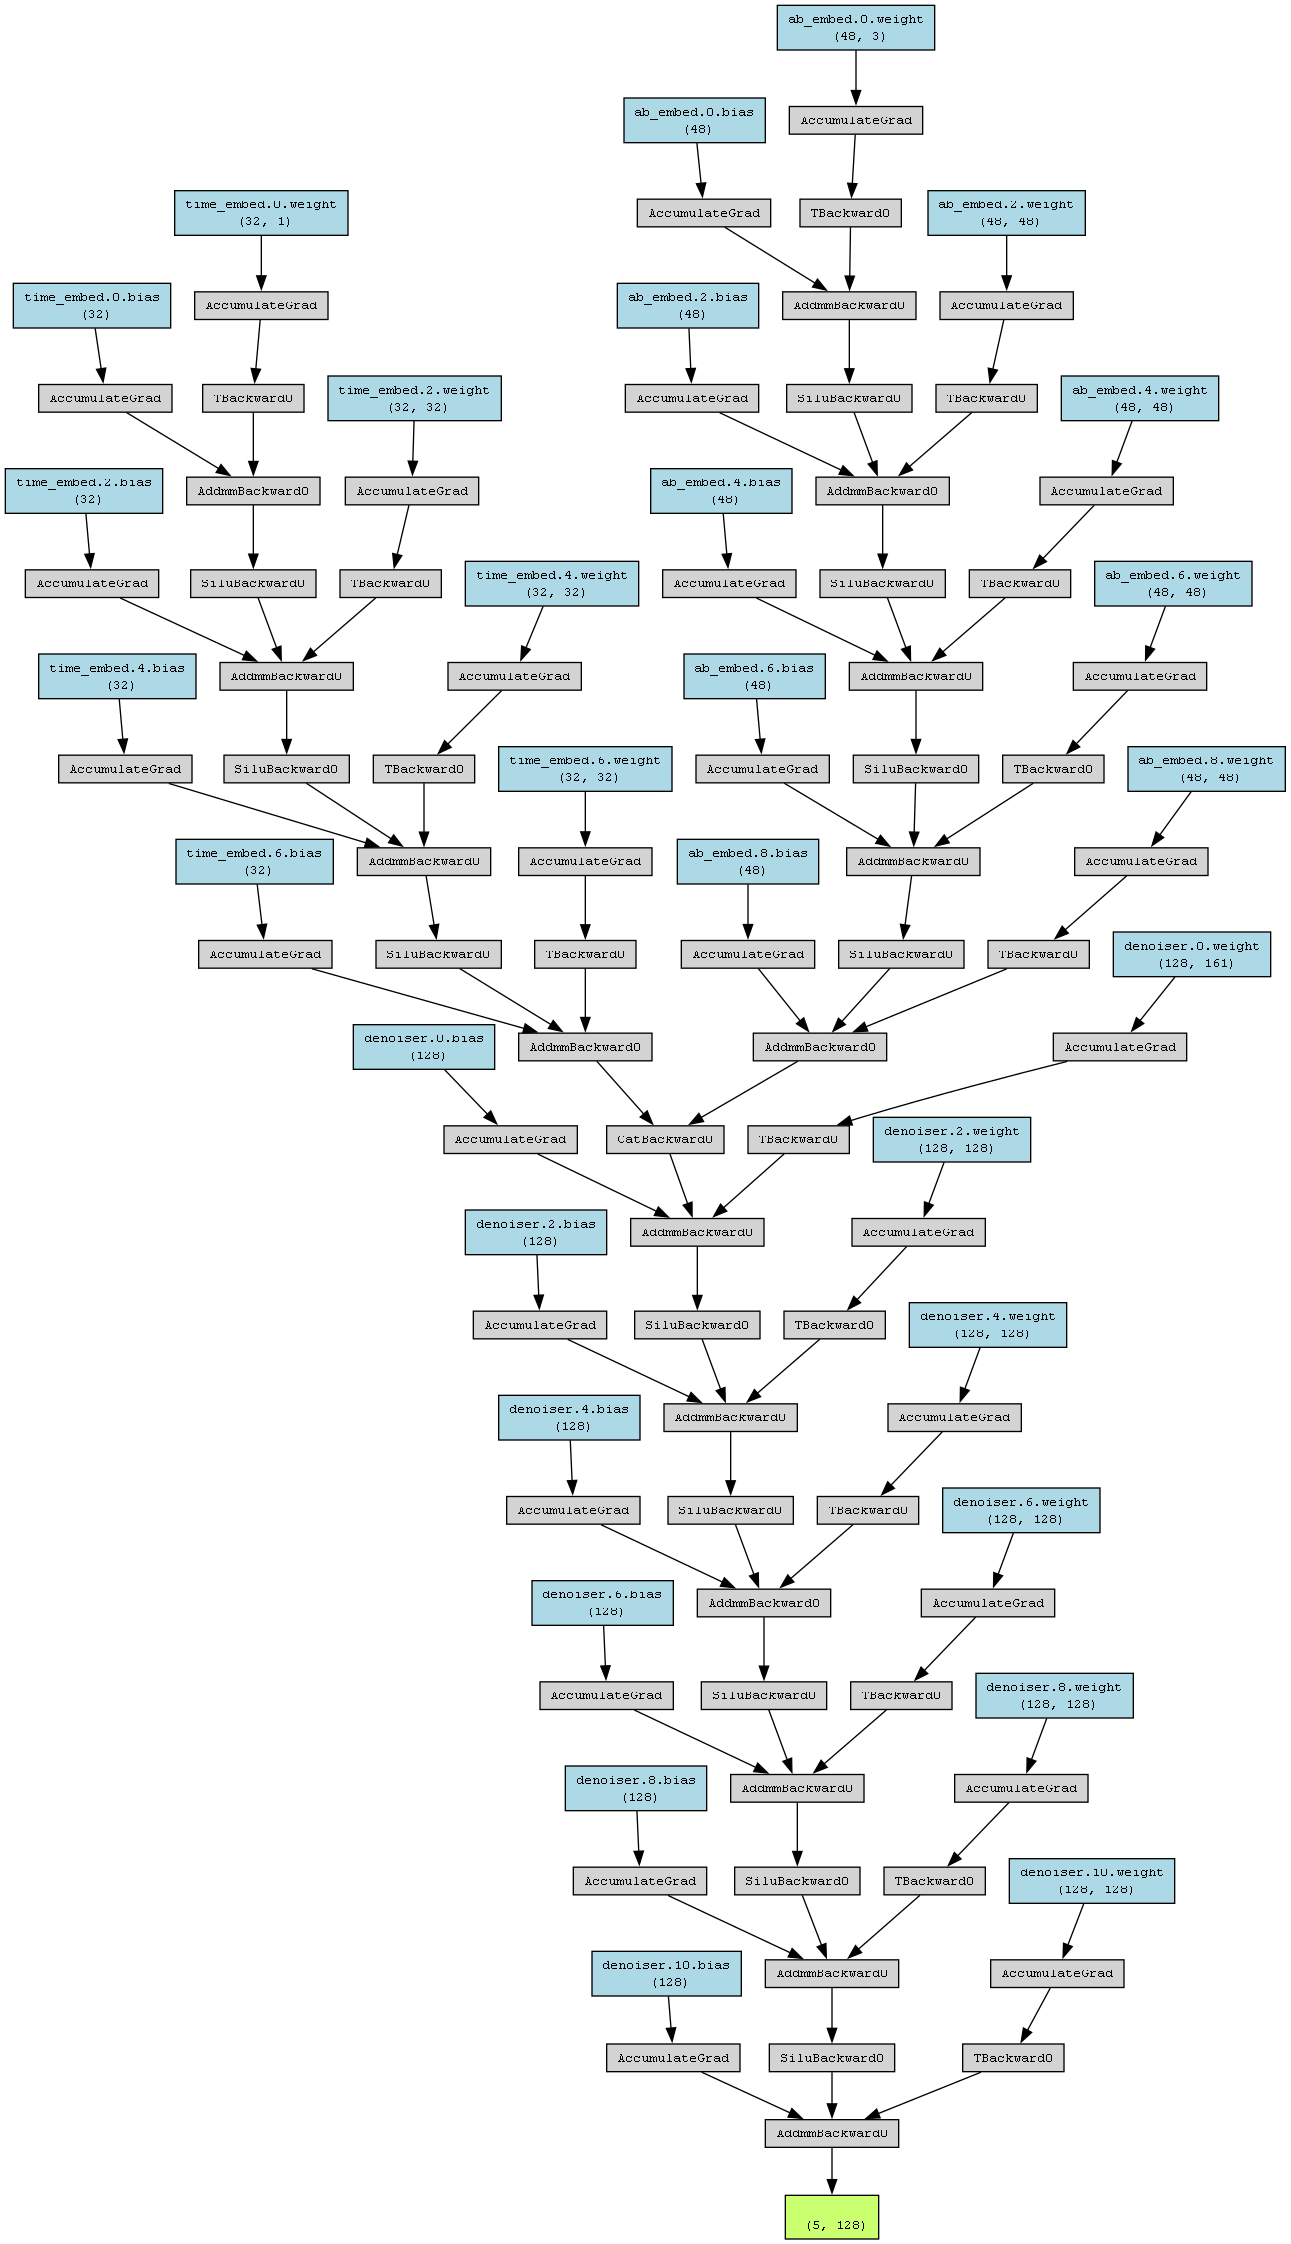 ab_embed.0.weight
(48, 3)
ab_embed.0.bias
(48)
AccumulateGrad
time_embed.0.weight
(32, 1)
AccumulateGrad
TBackward0
ab_embed.2.weight
(48, 48)
time_embed.0.bias
(32)
AccumulateGrad
ab_embed.2.bias
(48)
AddmmBackward0
AccumulateGrad
AccumulateGrad
TBackward0
time_embed.2.weight
(32, 32)
AccumulateGrad
SiluBackward0
TBackward0
ab_embed.4.weight
(48, 48)
time_embed.2.bias
(32)
AddmmBackward0
AccumulateGrad
ab_embed.4.bias
(48)
AddmmBackward0
AccumulateGrad
AccumulateGrad
SiluBackward0
TBackward0
time_embed.4.weight
(32, 32)
AccumulateGrad
SiluBackward0
TBackward0
ab_embed.6.weight
(48, 48)
time_embed.4.bias
(32)
AddmmBackward0
AccumulateGrad
ab_embed.6.bias
(48)
AddmmBackward0
AccumulateGrad
AccumulateGrad
SiluBackward0
TBackward0
time_embed.6.weight
(32, 32)
AccumulateGrad
SiluBackward0
TBackward0
ab_embed.8.weight
(48, 48)
time_embed.6.bias
(32)
AddmmBackward0
AccumulateGrad
ab_embed.8.bias
(48)
AddmmBackward0
AccumulateGrad
AccumulateGrad
SiluBackward0
TBackward0
AccumulateGrad
SiluBackward0
TBackward0
denoiser.0.weight
(128, 161)
denoiser.0.bias
(128)
AddmmBackward0
AddmmBackward0
AccumulateGrad
AccumulateGrad
CatBackward0
TBackward0
denoiser.2.weight
(128, 128)
denoiser.2.bias
(128)
AddmmBackward0
AccumulateGrad
AccumulateGrad
SiluBackward0
TBackward0
denoiser.4.weight
(128, 128)
denoiser.4.bias
(128)
AddmmBackward0
AccumulateGrad
AccumulateGrad
SiluBackward0
TBackward0
denoiser.6.weight
(128, 128)
denoiser.6.bias
(128)
AddmmBackward0
AccumulateGrad
AccumulateGrad
SiluBackward0
TBackward0
denoiser.8.weight
(128, 128)
denoiser.8.bias
(128)
AddmmBackward0
AccumulateGrad
AccumulateGrad
SiluBackward0
TBackward0
denoiser.10.weight
(128, 128)
denoiser.10.bias
(128)
AddmmBackward0
AccumulateGrad
AccumulateGrad
SiluBackward0
TBackward0
AddmmBackward0
(5, 128)